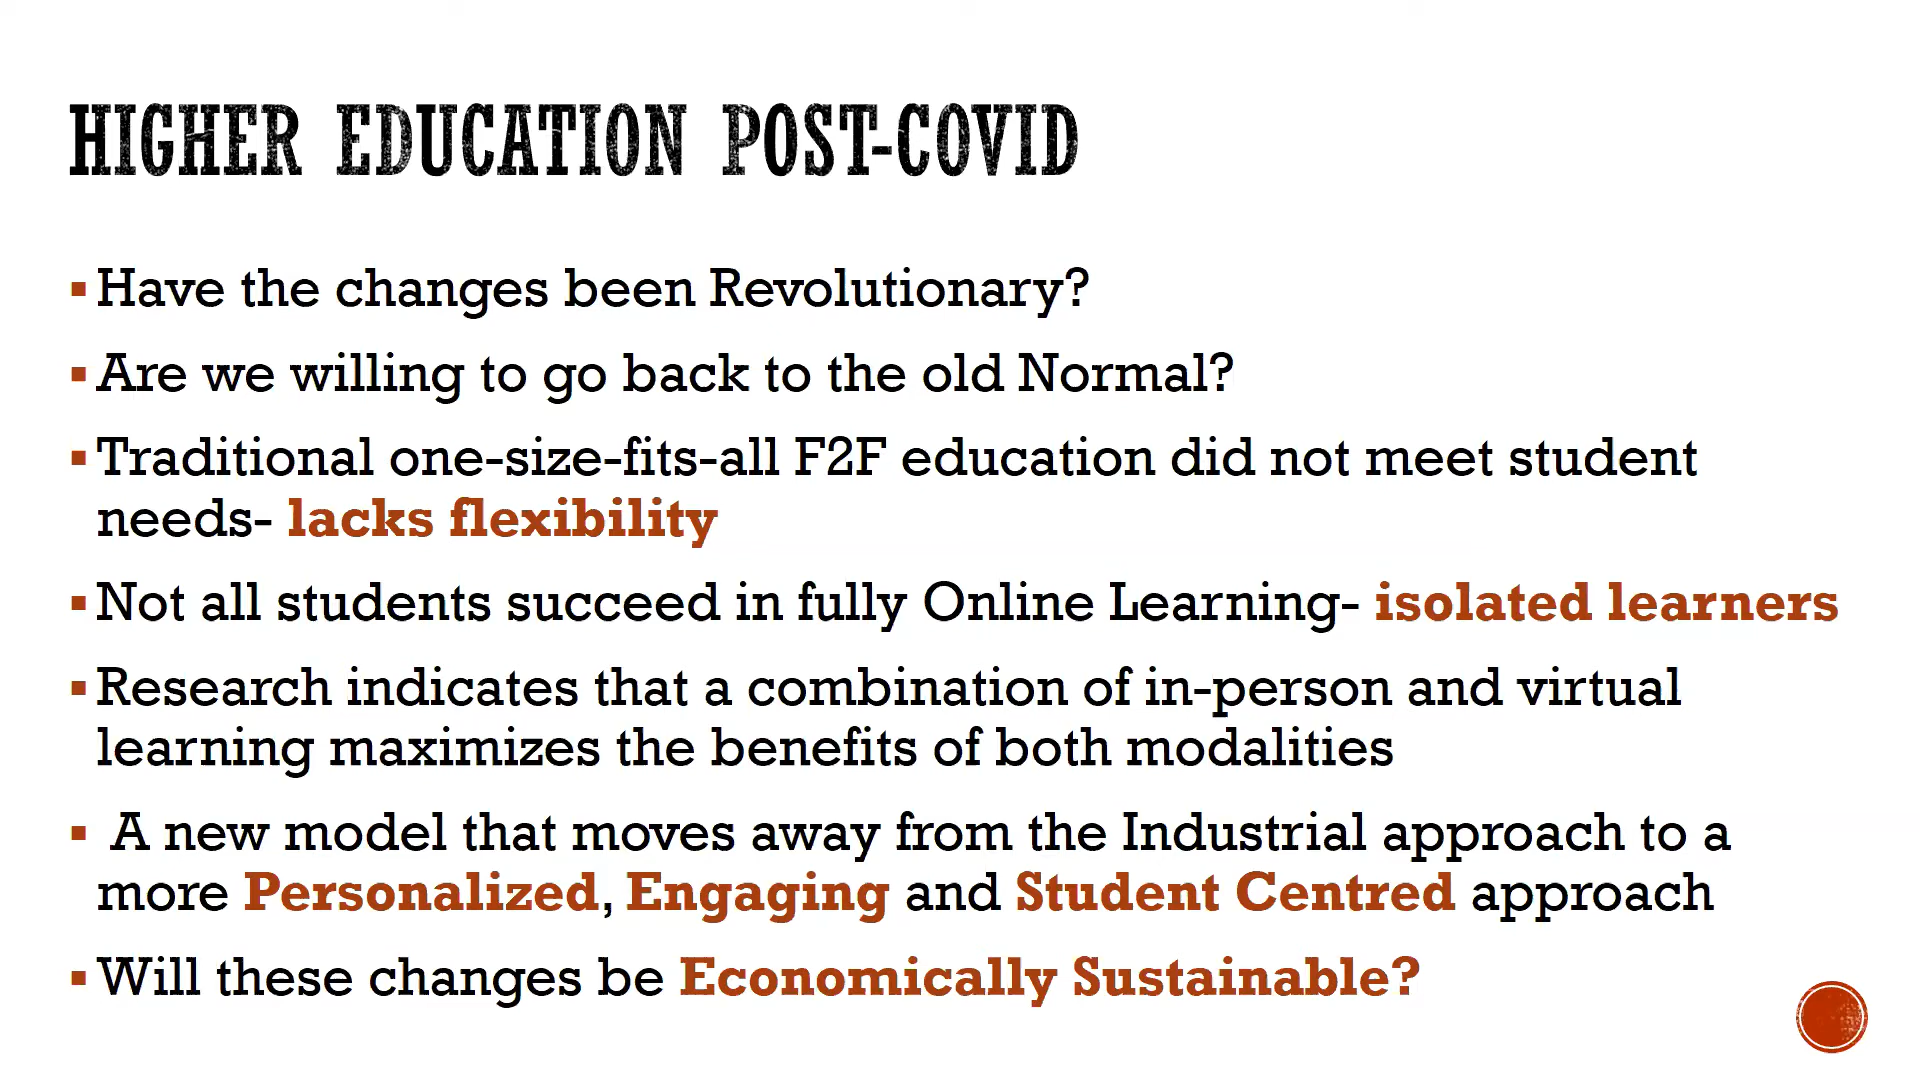 HIGHER EDUCATION POST-COVID
▪ Have the changes been Revolutionary?
▪ Are we willing to go back to the old Normal?
▪ Traditional one-size-fits-all F2F education did not meet student
needs- lacks flexibility
▪ Not all students succeed in fully Online Learning- isolated learners
▪ Research indicates that a combination of in-person and virtual
learning maximizes the benefits of both modalities
▪ A new model that moves away from the Industrial approach to a
more Personalized, Engaging and Student Centred approach
▪ Will these changes be Economically Sustainable?